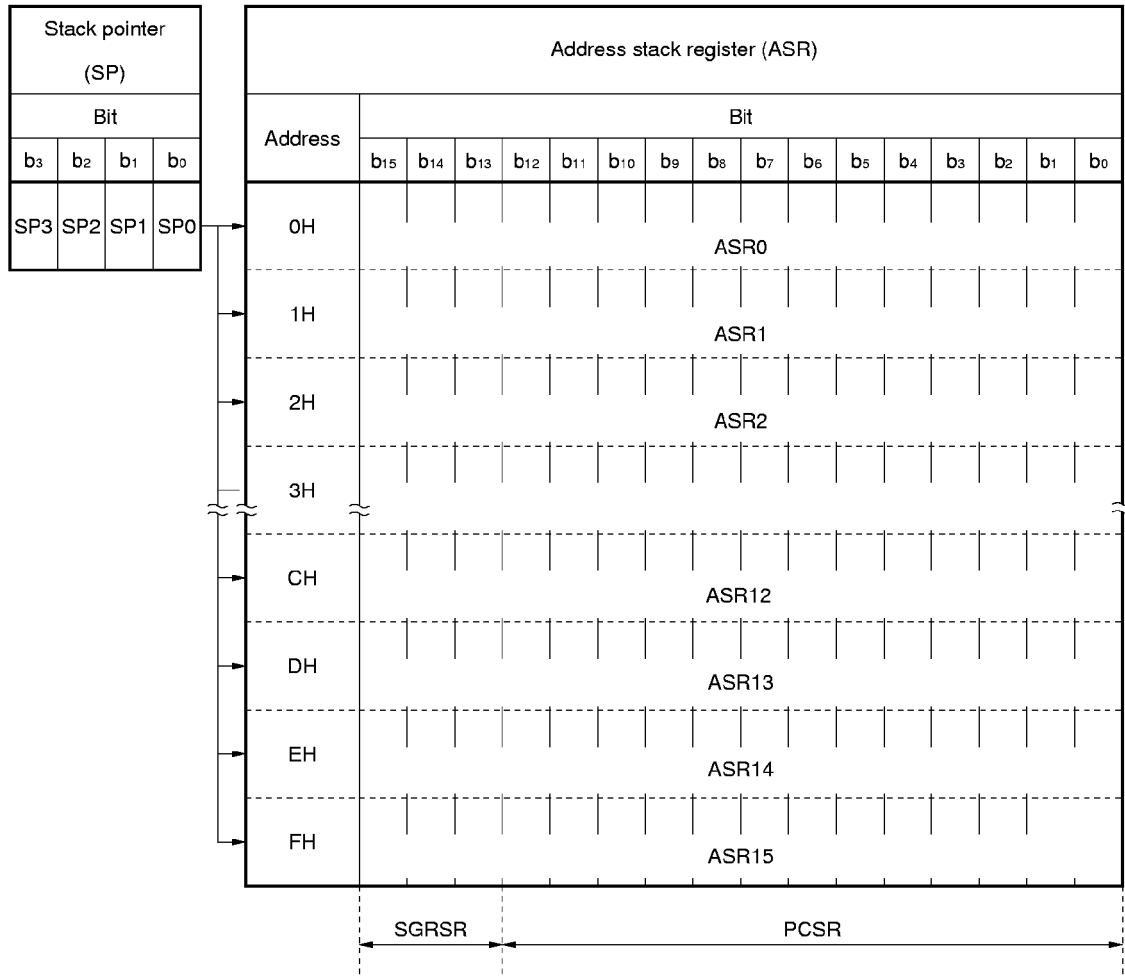 Stack pointer
(SP)
Bit
b3 b2 b1 b0
SP3 SP2 SP1 SP0
Address stack register (ASR)
Address
Bit
b15 b14 b13 b12 b11 b10 b9 b8 b7 b6 b5 b4 b3 b2 b1 b0
0H
ASR0
1H
ASR1
2H
ASR2
3H
CH
ASR12
DH
ASR13
EH
ASR14
FH
ASR15
SGRSR
PCSR